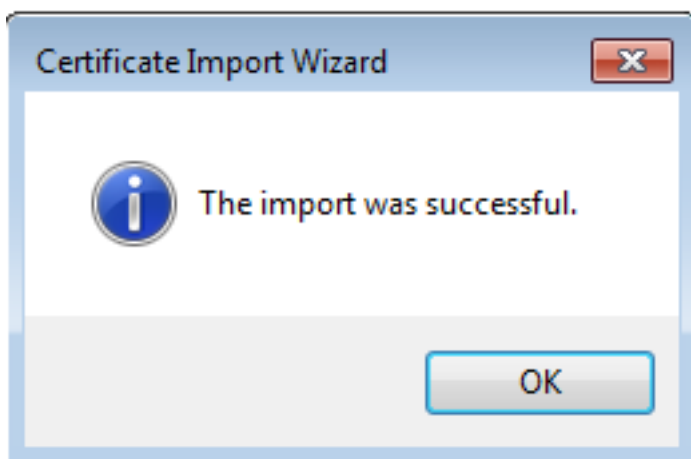 Certificate Import Wizard
The import was successful.
OK